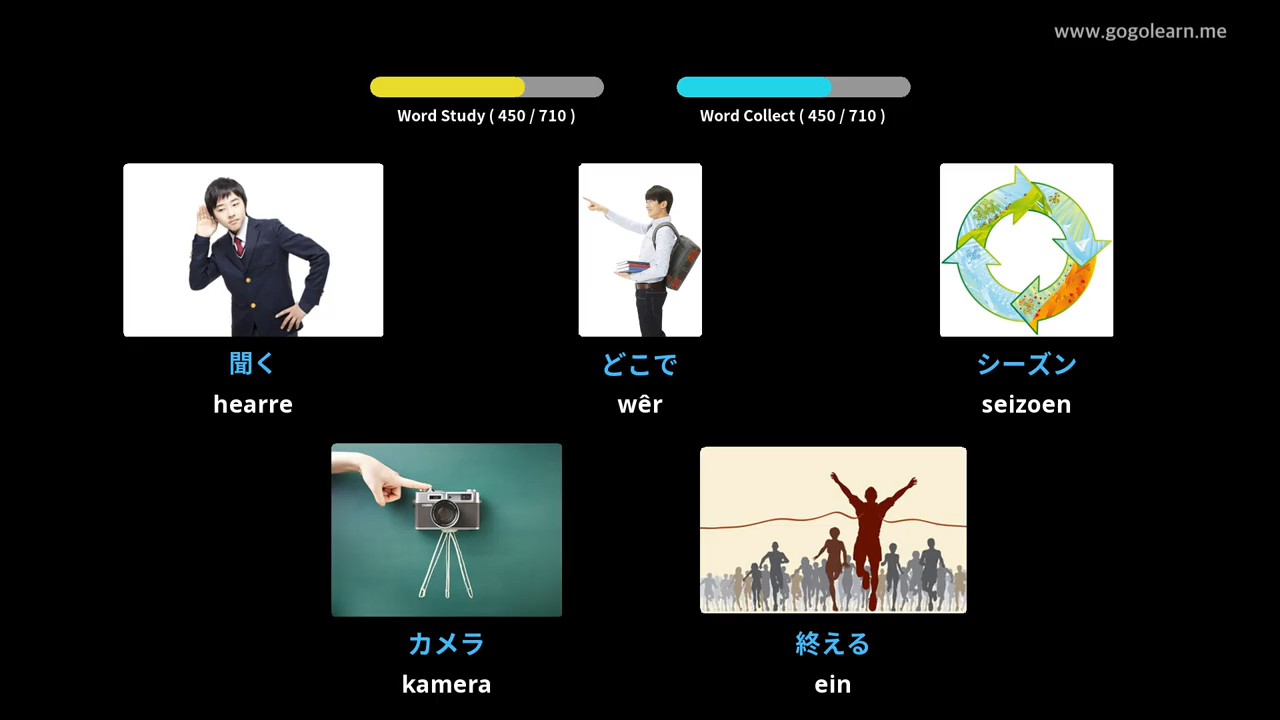 www.gogolearn.me
Word Study ( 450 / 710 )
Word Collect ( 450 / 710 )
聞く
hearre
どこで
wêr
シーズン
seizoen
カメラ
kamera
終える
ein